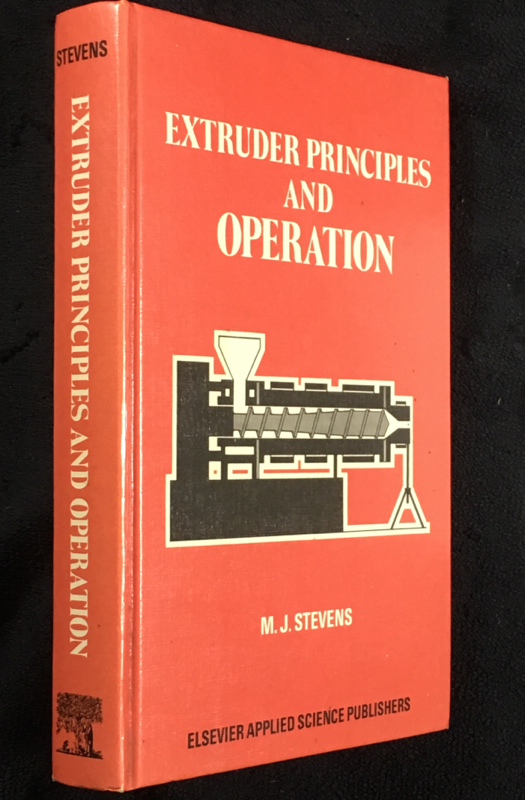 STEVENS
EXTRUDER PRINCIPLES AND OPERATION
EXTRUDER PRINCIPLES
AND
OPERATION
M. J. STEVENS
ELSEVIER APPLIED SCIENCE PUBLISHERS